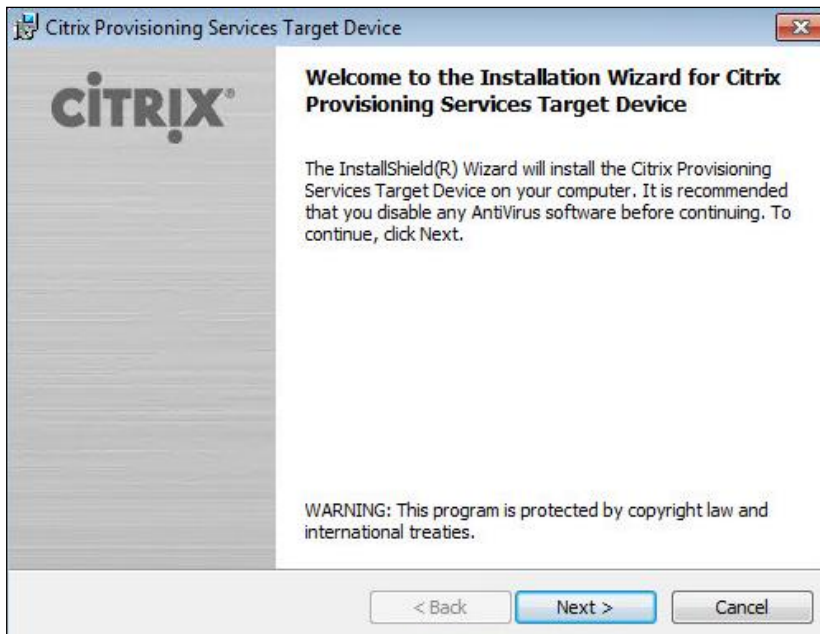 Citrix Provisioning Services Target Device
CİTRIX®
Welcome to the Installation Wizard for Citrix
Provisioning Services Target Device
The InstallShield(R) Wizard will install the Citrix Provisioning
Services Target Device on your computer. It is recommended
that you disable any AntiVirus software before continuing. To
continue, click Next.
WARNING: This program is protected by copyright law and
international treaties.
< Back
Next >
Cancel